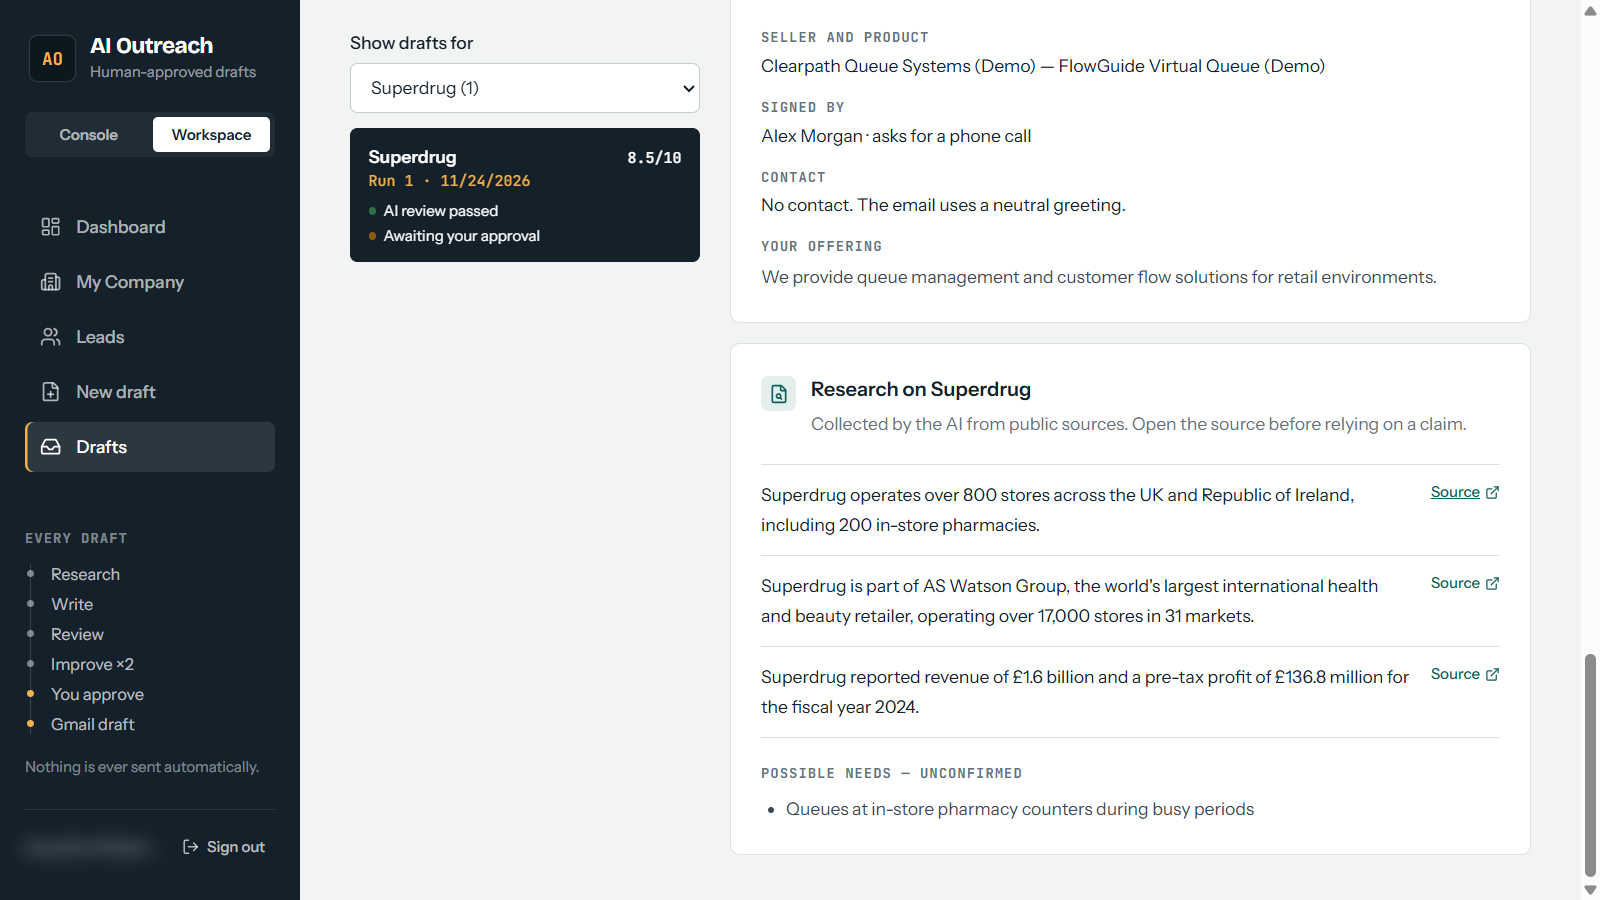 AO
AI Outreach
Human-approved drafts
Console
Workspace
Dashboard
My Company
Leads
New draft
Drafts
EVERY DRAFT
Research
Write
Review
Improve ×2
You approve
Gmail draft
Nothing is ever sent automatically.
Sign out
Show drafts for
Superdrug (1)
Superdrug
8.5/10
Run 1 · 11/24/2026
AI review passed
Awaiting your approval
SELLER AND PRODUCT
Clearpath Queue Systems (Demo) — FlowGuide Virtual Queue (Demo)
SIGNED BY
Alex Morgan · asks for a phone call
CONTACT
No contact. The email uses a neutral greeting.
YOUR OFFERING
We provide queue management and customer flow solutions for retail environments.
Research on Superdrug
Collected by the AI from public sources. Open the source before relying on a claim.
Superdrug operates over 800 stores across the UK and Republic of Ireland,
including 200 in-store pharmacies.
Source
Superdrug is part of AS Watson Group, the world's largest international health
and beauty retailer, operating over 17,000 stores in 31 markets.
Source
Superdrug reported revenue of £1.6 billion and a pre-tax profit of £136.8 million for
the fiscal year 2024.
Source
POSSIBLE NEEDS — UNCONFIRMED
Queues at in-store pharmacy counters during busy periods